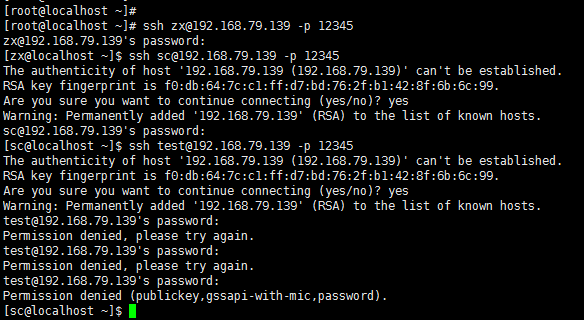 [root@localhost ~]#
[root@localhost ~]# ssh zx@192.168.79.139 -p 12345
zx@192.168.79.139's password:
[zx@localhost ~]$ ssh sc@192.168.79.139 -p 12345
The authenticity of host '192.168.79.139 (192.168.79.139)' can't be established.
RSA key fingerprint is f0:db:64:7c:c1:ff:d7:bd:76:2f:b1:42:8f:6b:6c:99.
Are you sure you want to continue connecting (yes/no)? yes
Warning: Permanently added '192.168.79.139' (RSA) to the list of known hosts.
sc@192.168.79.139's password:
[sc@localhost ~]$ ssh test@192.168.79.139 -p 12345
The authenticity of host '192.168.79.139 (192.168.79.139)' can't be established.
RSA key fingerprint is f0:db:64:7c:c1:ff:d7:bd:76:2f:b1:42:8f:6b:6c:99.
Are you sure you want to continue connecting (yes/no)? yes
Warning: Permanently added '192.168.79.139' (RSA) to the list of known hosts.
test@192.168.79.139's password:
Permission denied, please try again.
test@192.168.79.139's password:
Permission denied, please try again.
test@192.168.79.139's password:
Permission denied (publickey,gssapi-with-mic,password).
[sc@localhost ~]$